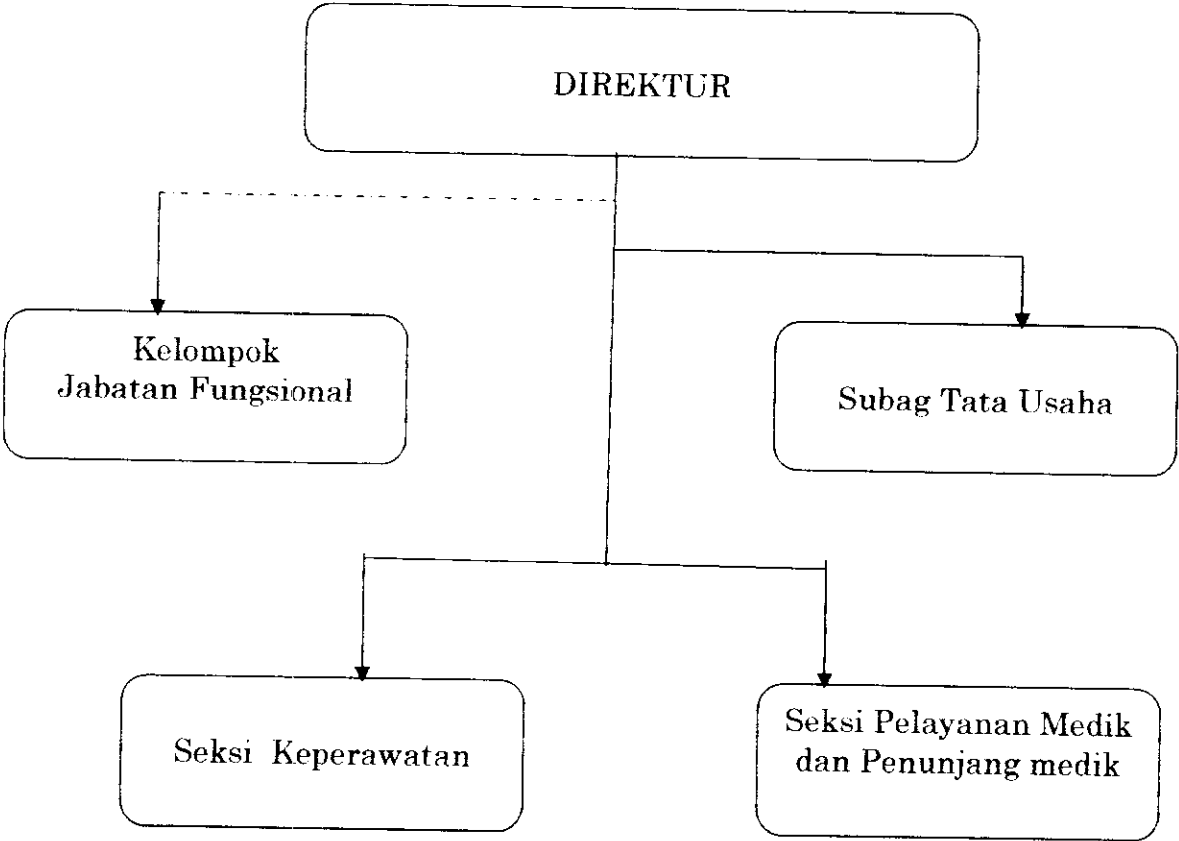 DIREKTUR
Kelompok
Jabatan Fungsional
Subag Tata Usaha
Seksi Keperawatan
Seksi Pelayanan Medik
dan Penunjang medik